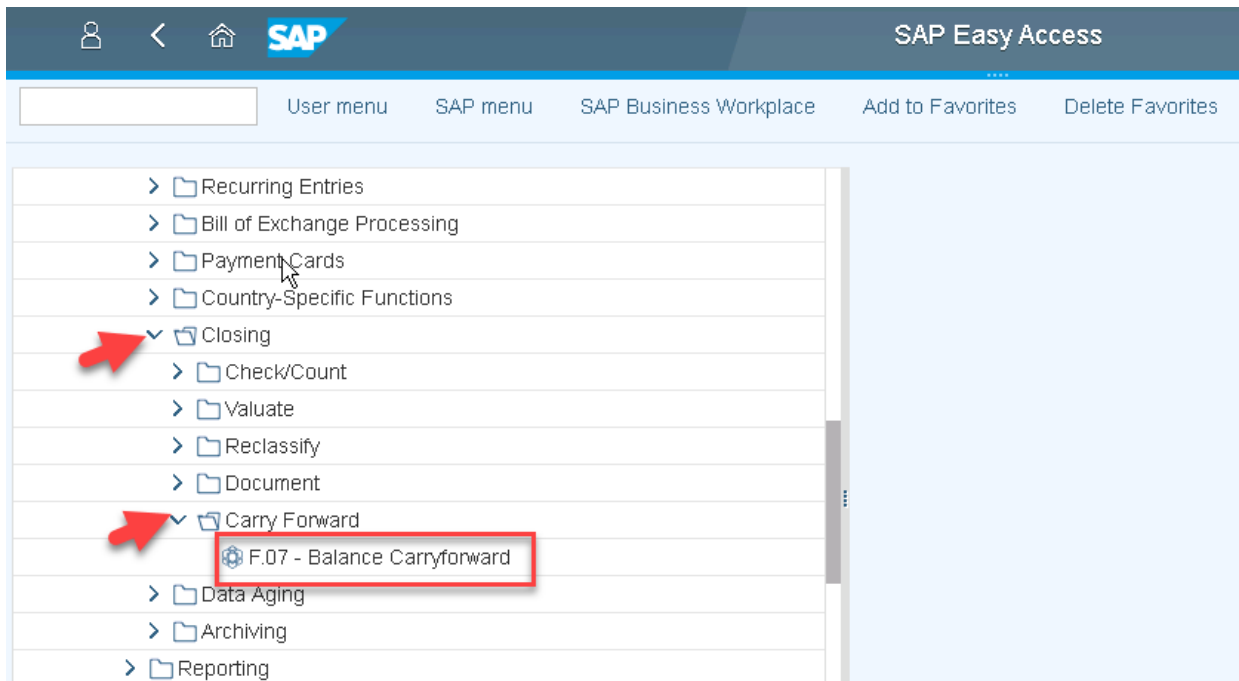 SAP SAP Easy Access
User menu SAP menu SAP Business Workplace Add to Favorites Delete Favorites
Recurring Entries
Bill of Exchange Processing
Payment Cards
Country-Specific Functions
Closing
Check/Count
Valuate
Reclassify
Document
Carry Forward
F.07 - Balance Carryforward
Data Aging
Archiving
Reporting